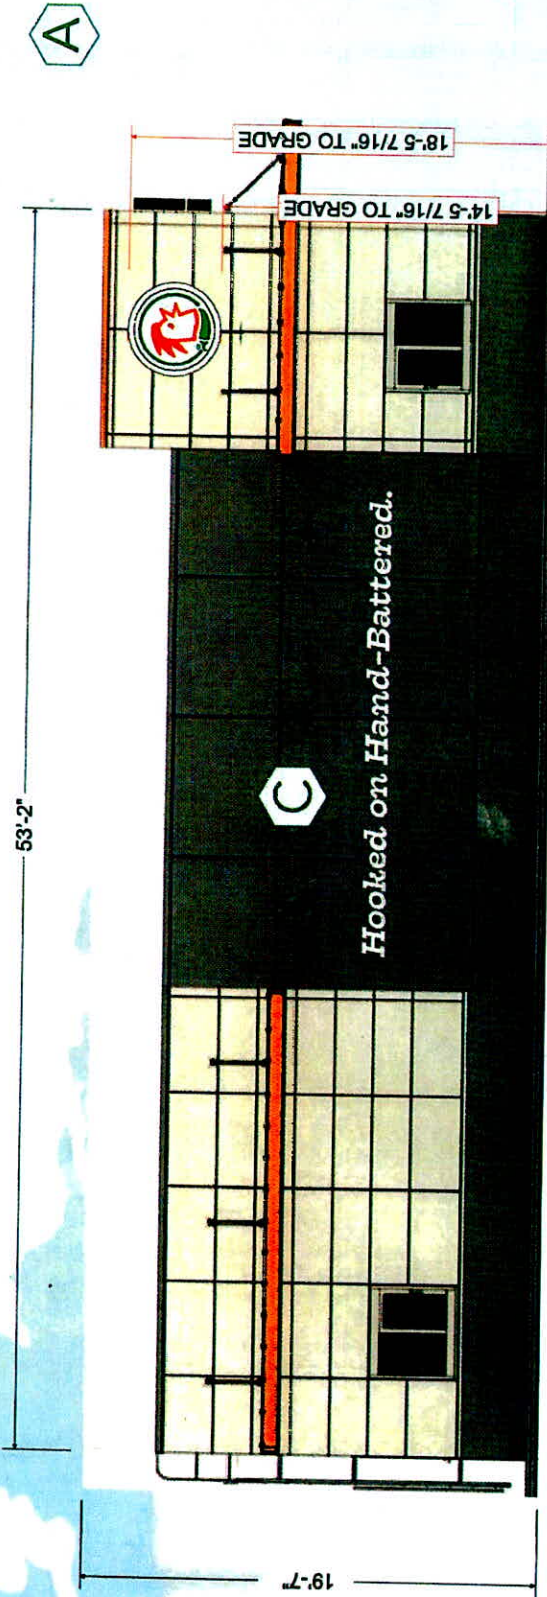 A
53'-2"
18'-5 7/16" TO GRADE
14'-5 7/16" TO GRADE
C
Hooked on Hand-Battered.
19'-7"